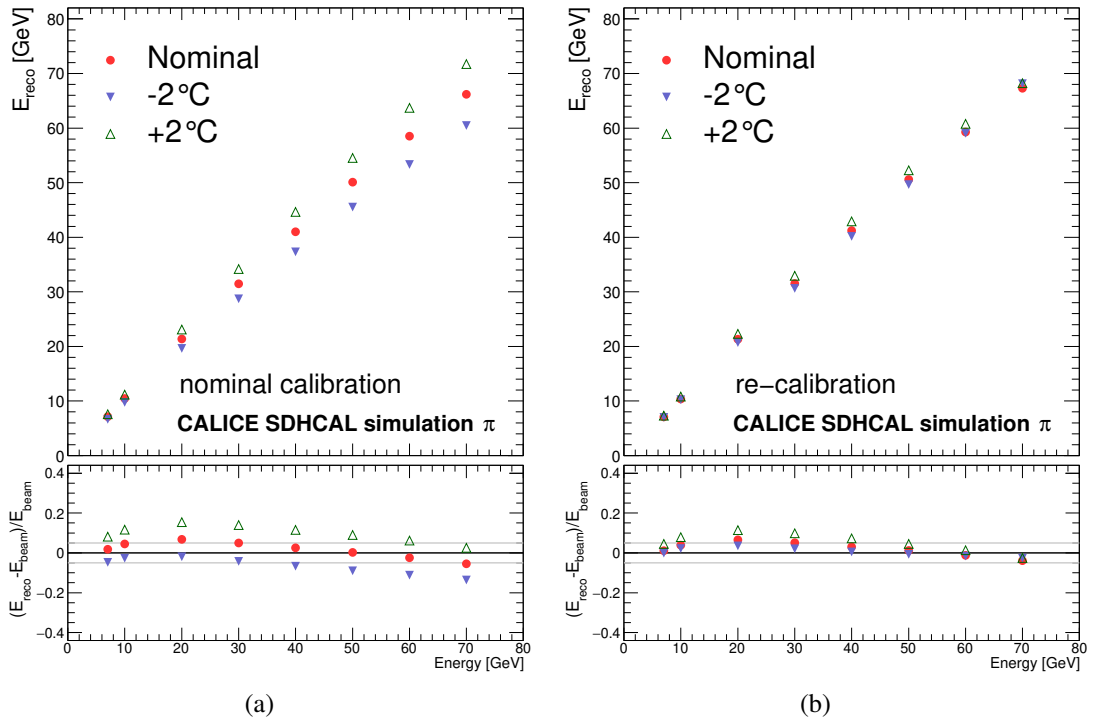 E_reco [GeV]
80
70
60
50
40
30
20
10
0
Nominal
-2°C
+2°C
nominal calibration
CALICE SDHCAL simulation π
(E_reco-E_beam)/E_beam
0.4
0.2
0
−0.2
−0.4
0 10 20 30 40 50 60 70 80
Energy [GeV]
(a)
E_reco [GeV]
80
70
60
50
40
30
20
10
0
Nominal
-2°C
+2°C
re−calibration
CALICE SDHCAL simulation π
(E_reco-E_beam)/E_beam
0.4
0.2
0
−0.2
−0.4
0 10 20 30 40 50 60 70 80
Energy [GeV]
(b)